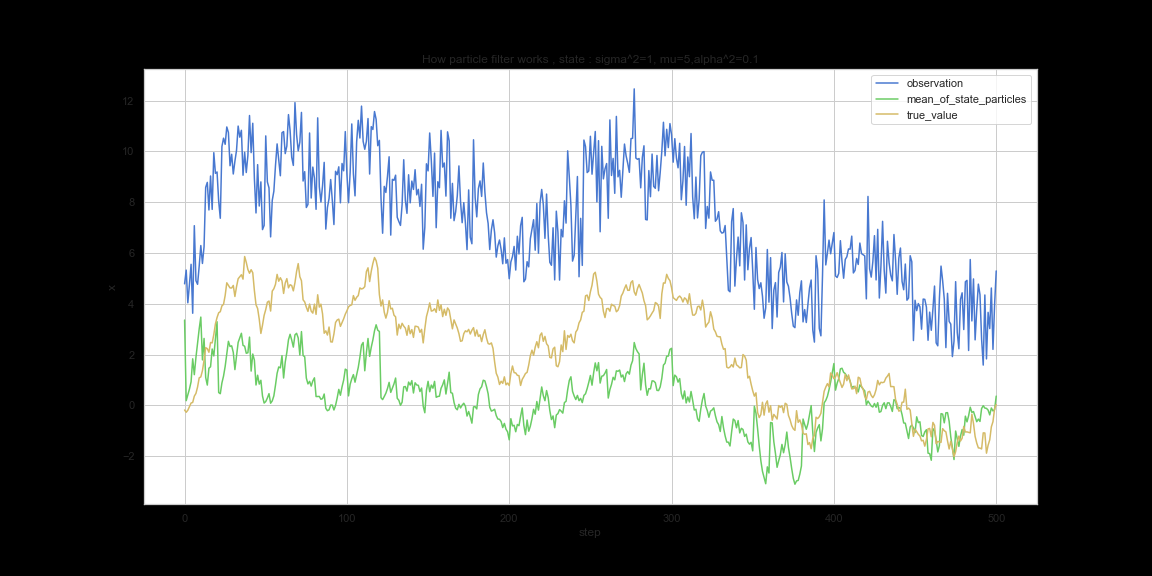 How particle filter works , state : sigma^2=1, mu=5,alpha^2=0.1
observation
mean_of_state_particles
true_value
12
10
8
6
4
2
0
−2
x
0 100 200 300 400 500
step